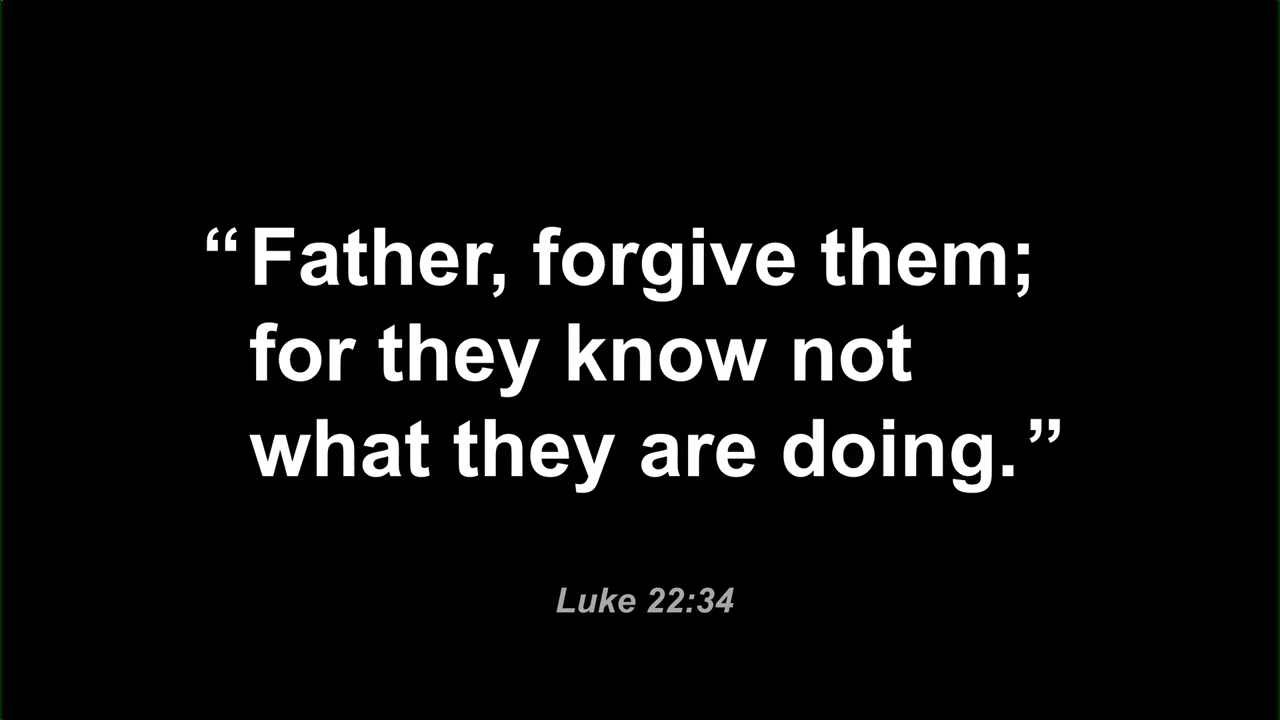 “Father, forgive them;
for they know not
what they are doing.”
Luke 22:34